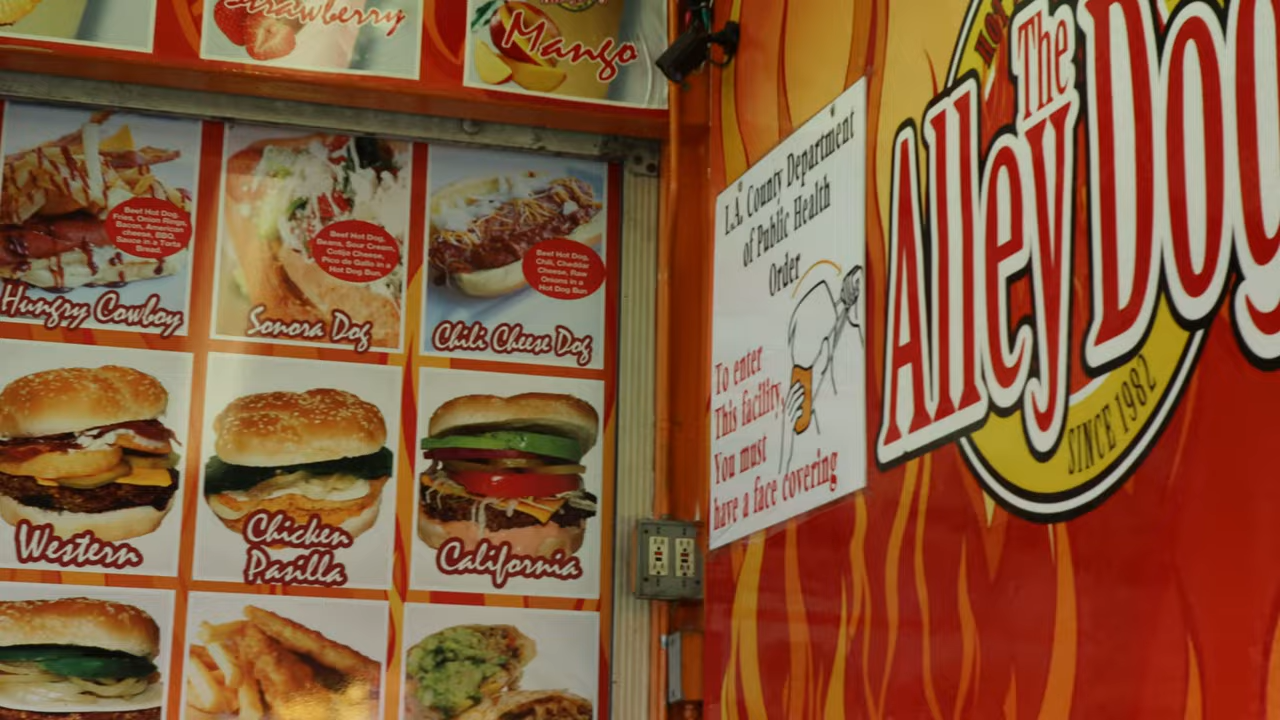 Strawberry
Mango
Beef Hot Dog,
Fries, Onion Rings,
Bacon, American
cheese, BBQ
Sauce in a Torta
Bread.
Hungry Cowboy
Beef Hot Dog,
Beans, Sour Cream,
Cotija Cheese,
Pico de Gallo in a
Hot Dog Bun.
Sonora Dog
Beef Hot Dog,
Chili, Cheddar
Cheese, Raw
Onions in a
Hot Dog Bun
Chili Cheese Dog
Western
Chicken
Pasilla
California
L.A. County Department
of Public Health
Order
To enter
This facility
You must
have a face covering
The
Alley Dog
SINCE 1982